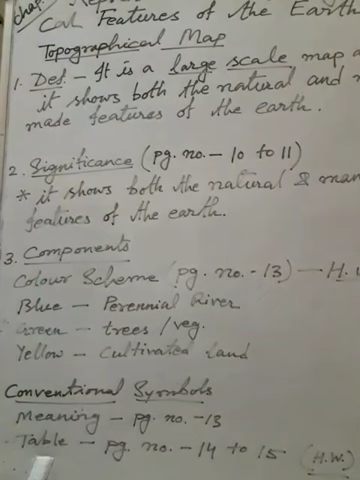 Chap.
cal Features of the Earth
Topographical Map
1. Def. - It is a large scale map
it shows both the natural and
made features of the earth.
2. Significance (pg. no. - 10 to 11)
* it shows both the natural & man
features of the earth.
3. Components
Colour Scheme (pg. no. - 13) - H.
Blue - Perennial River
Green - trees / veg.
Yellow - Cultivated land
Conventional Symbols
Meaning - pg. no. - 13
Table - pg. no. - 14 to 15 (H.W.)